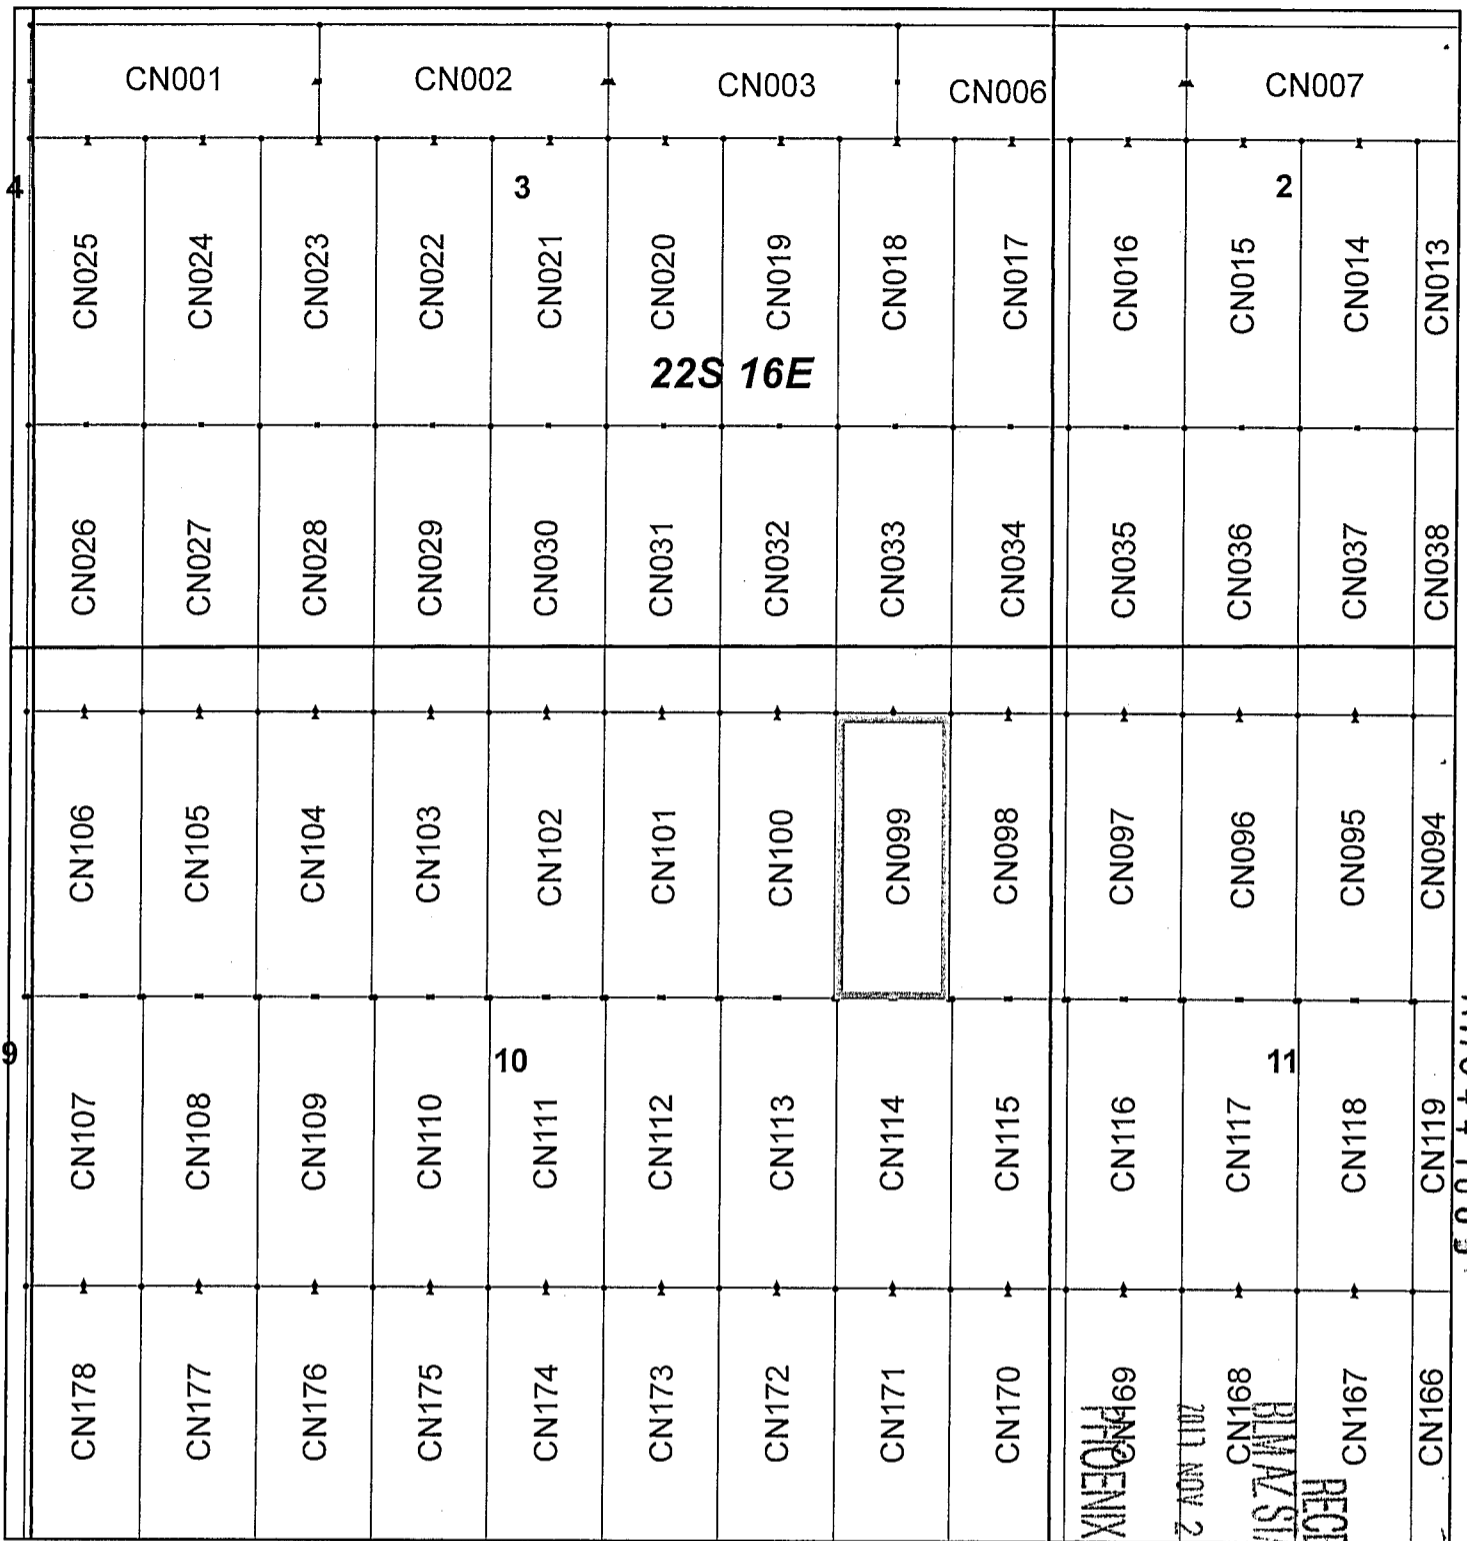 CN001 CN002 CN003 CN006 CN007
4 3 2
CN025 CN024 CN023 CN022 CN021 CN020 CN019 CN018 CN017 CN016 CN015 CN014 CN013
22S 16E
CN026 CN027 CN028 CN029 CN030 CN031 CN032 CN033 CN034 CN035 CN036 CN037 CN038
CN106 CN105 CN104 CN103 CN102 CN101 CN100 CN099 CN098 CN097 CN096 CN095 CN094
9 10 11
CN107 CN108 CN109 CN110 CN111 CN112 CN113 CN114 CN115 CN116 CN117 CN118 CN119
CN178 CN177 CN176 CN175 CN174 CN173 CN172 CN171 CN170 CN169 CN168 CN167 CN166
BLM AZ
NOV 2
PHOENIX